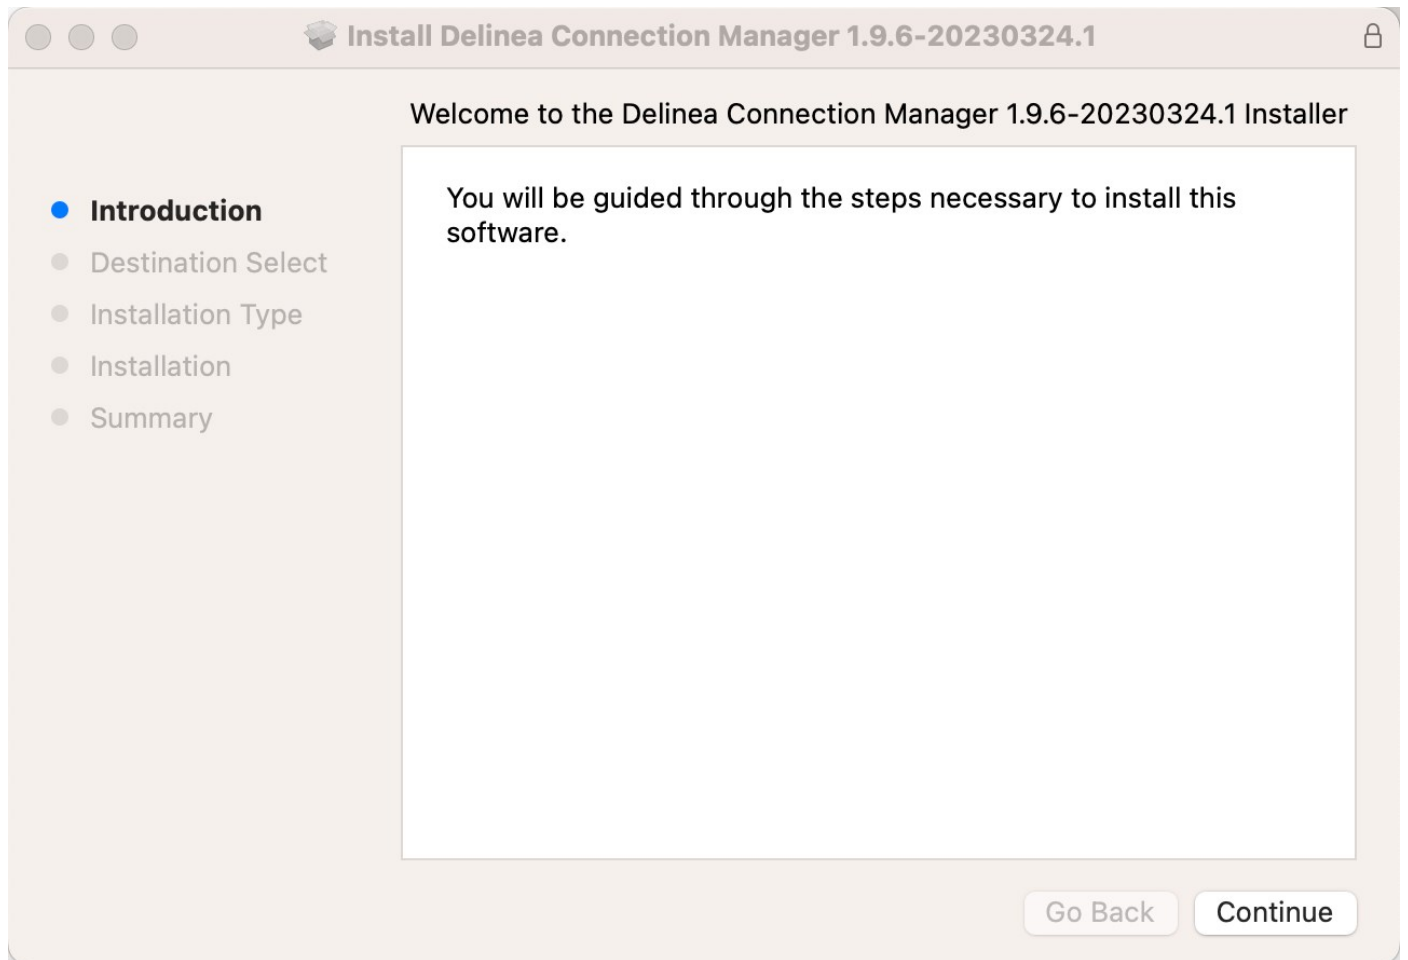 Install Delinea Connection Manager 1.9.6-20230324.1
Welcome to the Delinea Connection Manager 1.9.6-20230324.1 Installer
Introduction
Destination Select
Installation Type
Installation
Summary
You will be guided through the steps necessary to install this
software.
Go Back
Continue